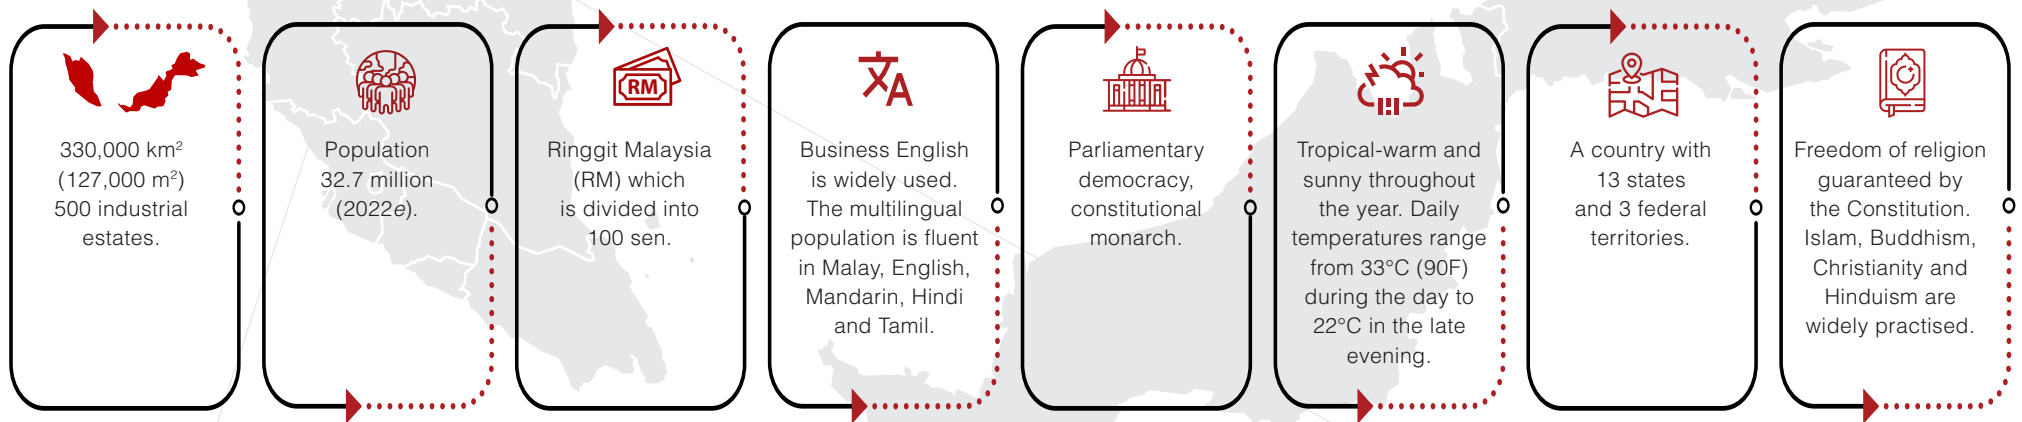 330,000 km²
(127,000 m²)
500 industrial
estates.
Population
32.7 million
(2022e).
RM
Ringgit Malaysia
(RM) which
is divided into
100 sen.
文A
Business English
is widely used.
The multilingual
population is fluent
in Malay, English,
Mandarin, Hindi
and Tamil.
Parliamentary
democracy,
constitutional
monarch.
Tropical-warm and
sunny throughout
the year. Daily
temperatures range
from 33°C (90F)
during the day to
22°C in the late
evening.
A country with
13 states
and 3 federal
territories.
Freedom of religion
guaranteed by
the Constitution.
Islam, Buddhism,
Christianity and
Hinduism are
widely practised.